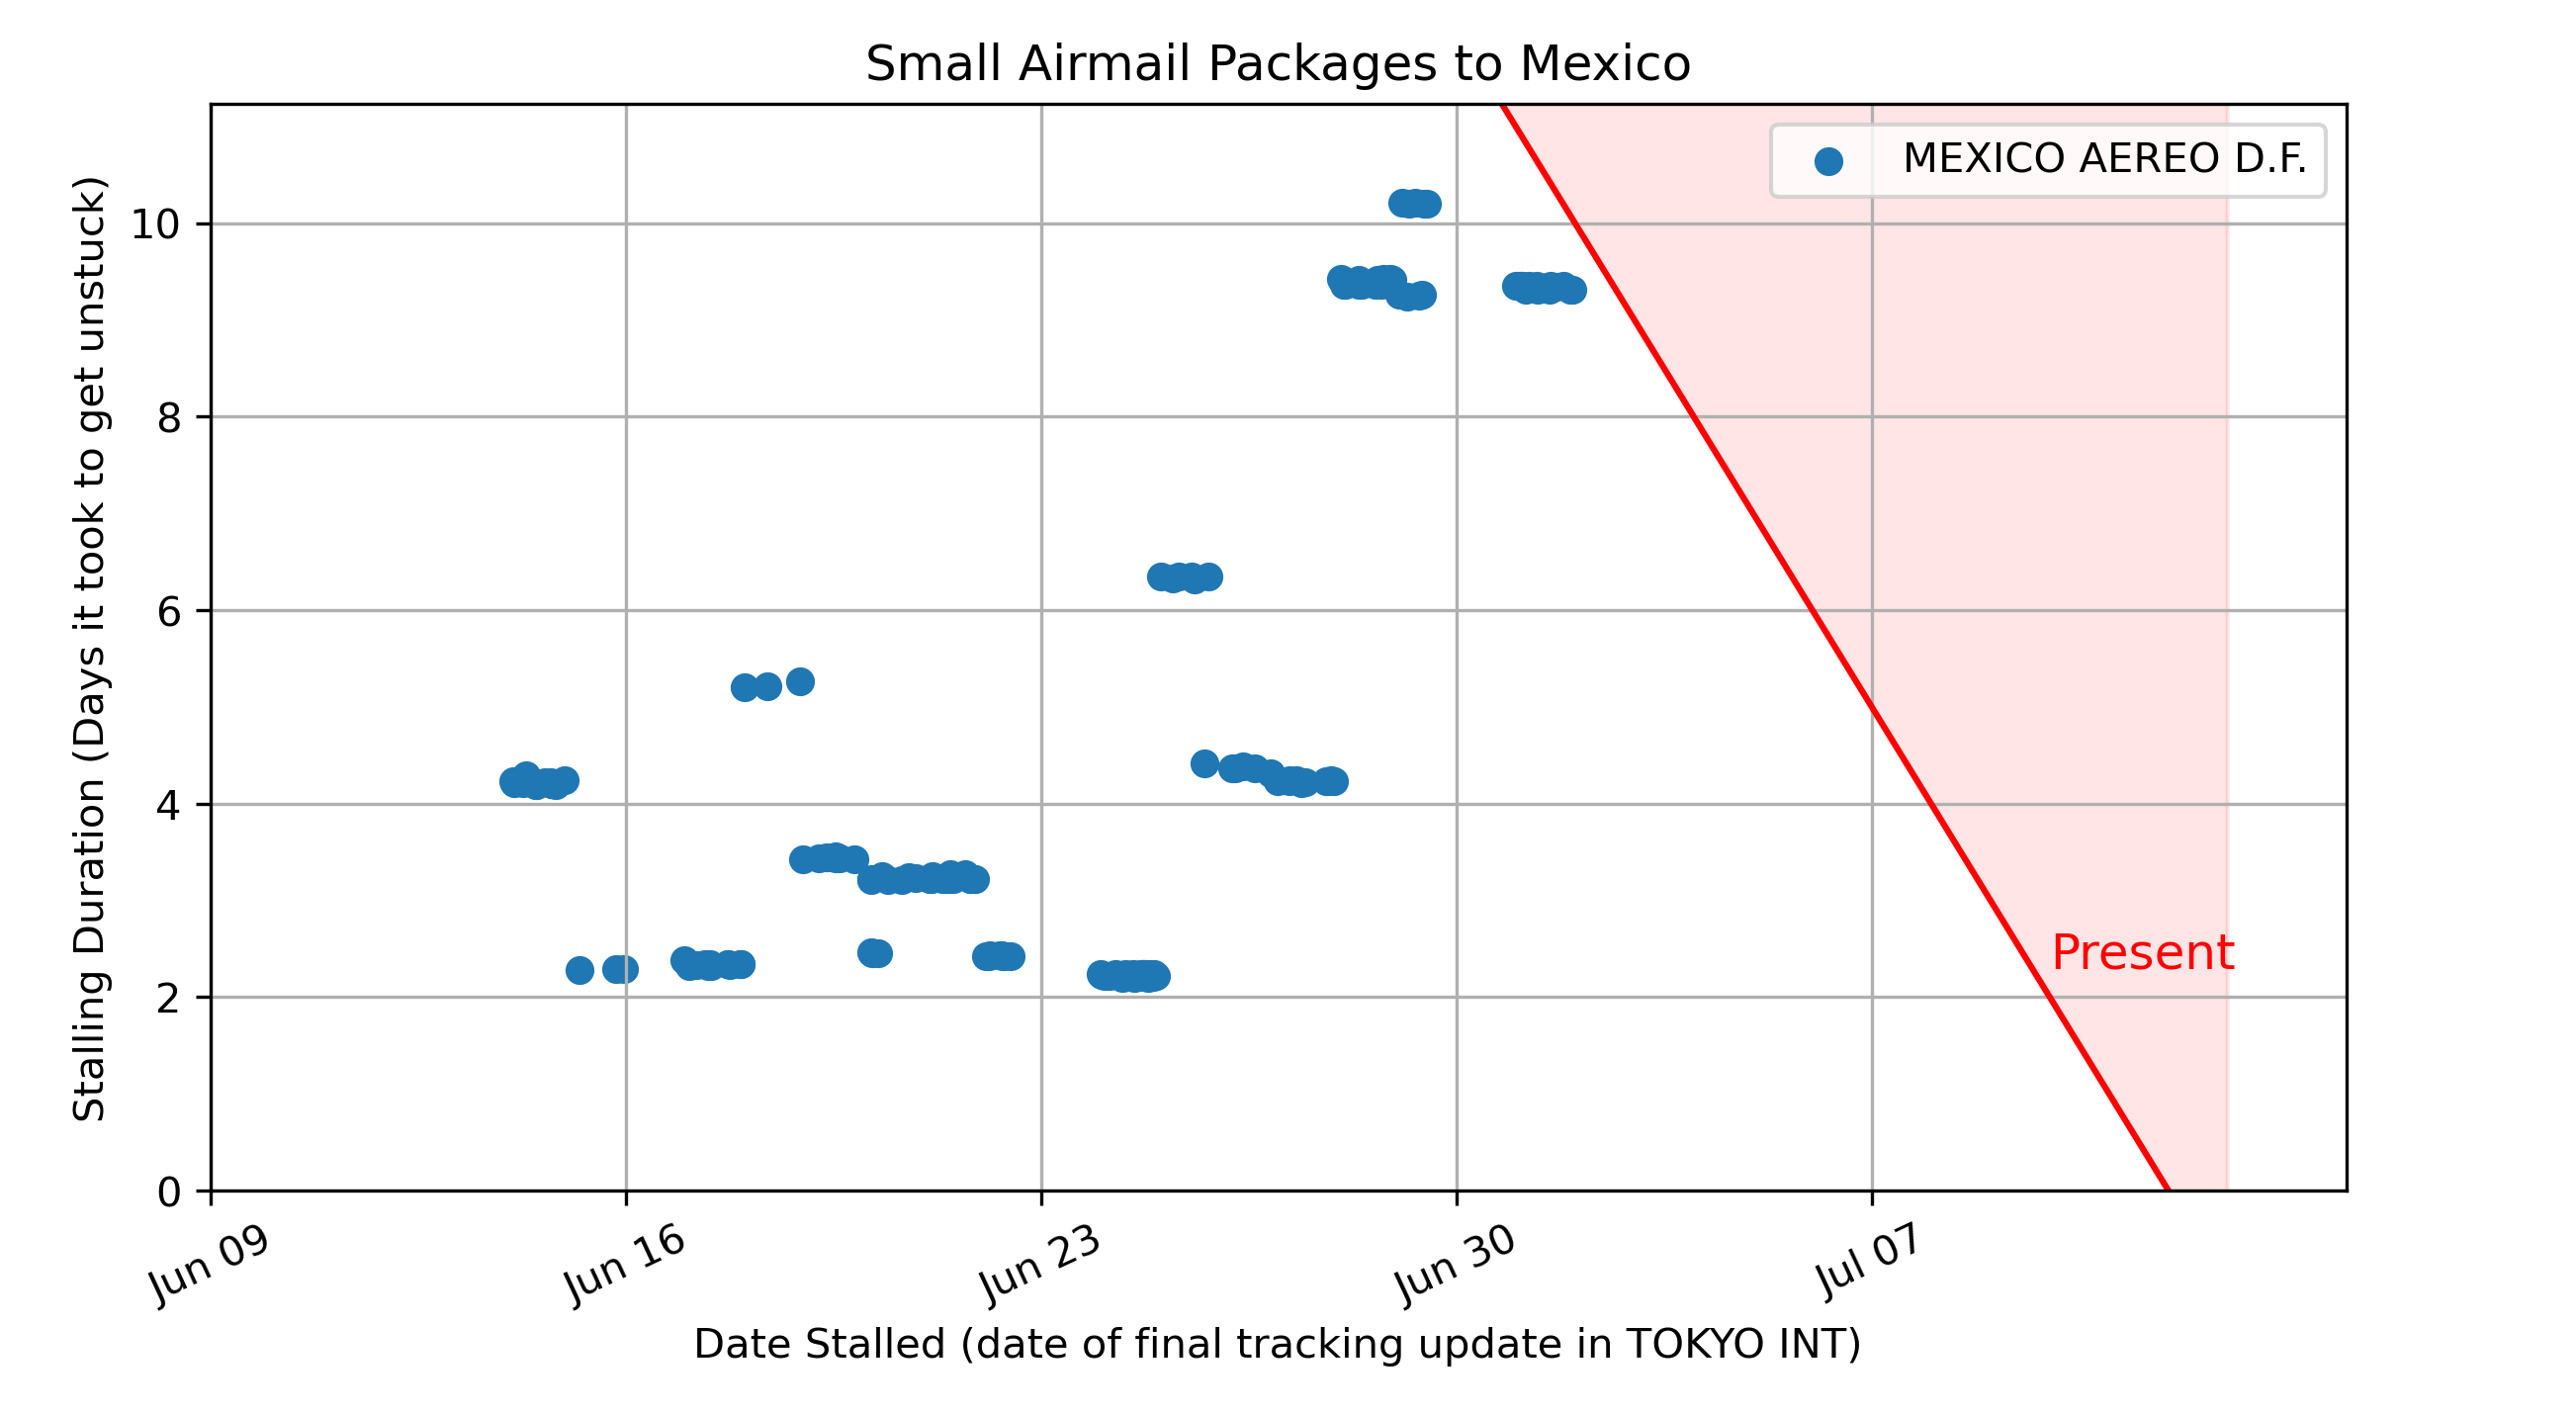 Small Airmail Packages to Mexico
MEXICO AEREO D.F.
Stalling Duration (Days it took to get unstuck)
10
8
6
4
2
0
Present
Jun 09
Jun 16
Jun 23
Jun 30
Jul 07
Date Stalled (date of final tracking update in TOKYO INT)